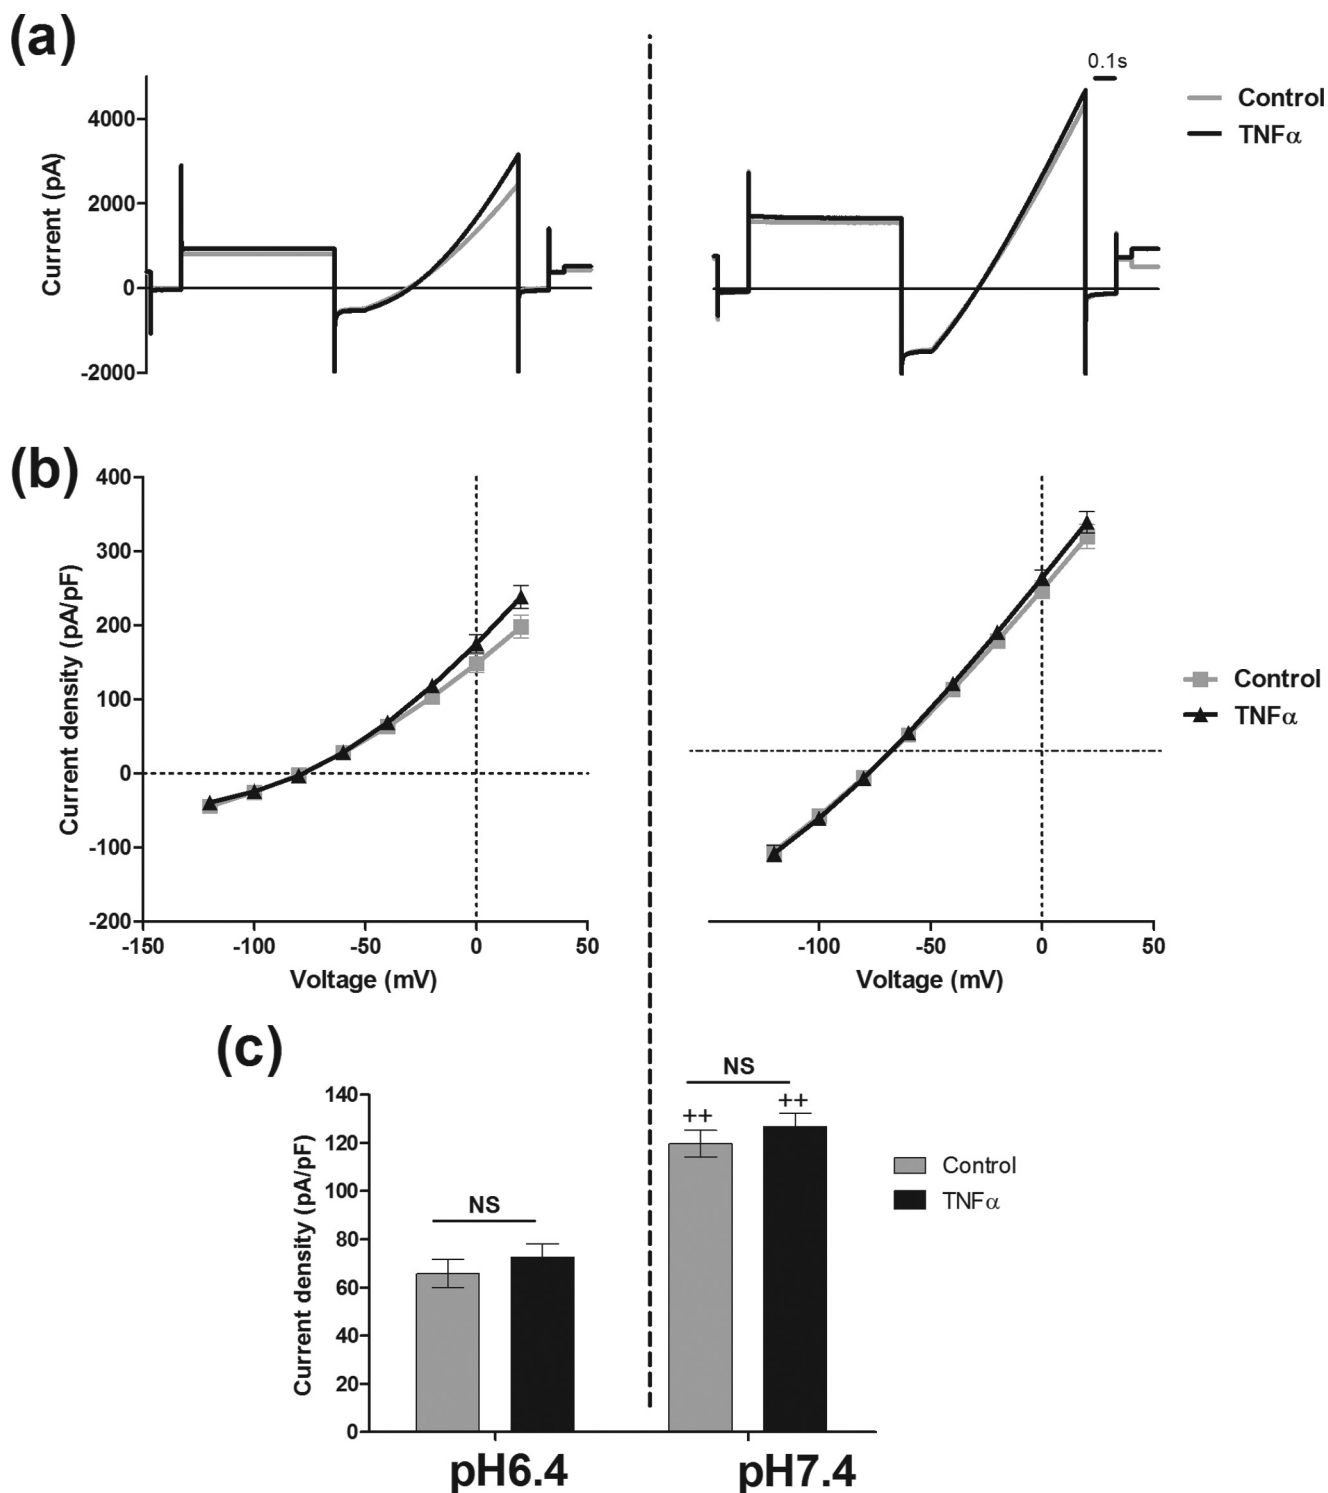 (a)
0.1s
Control
TNFα
Current (pA)
4000
2000
0
-2000
(b)
Current density (pA/pF)
400
300
200
100
0
-100
-200
-150
-100
-50
0
50
Voltage (mV)
-100
-50
0
50
Voltage (mV)
Control
TNFα
(c)
Current density (pA/pF)
140
120
100
80
60
40
20
0
NS
NS
++
++
Control
TNFα
pH6.4
pH7.4